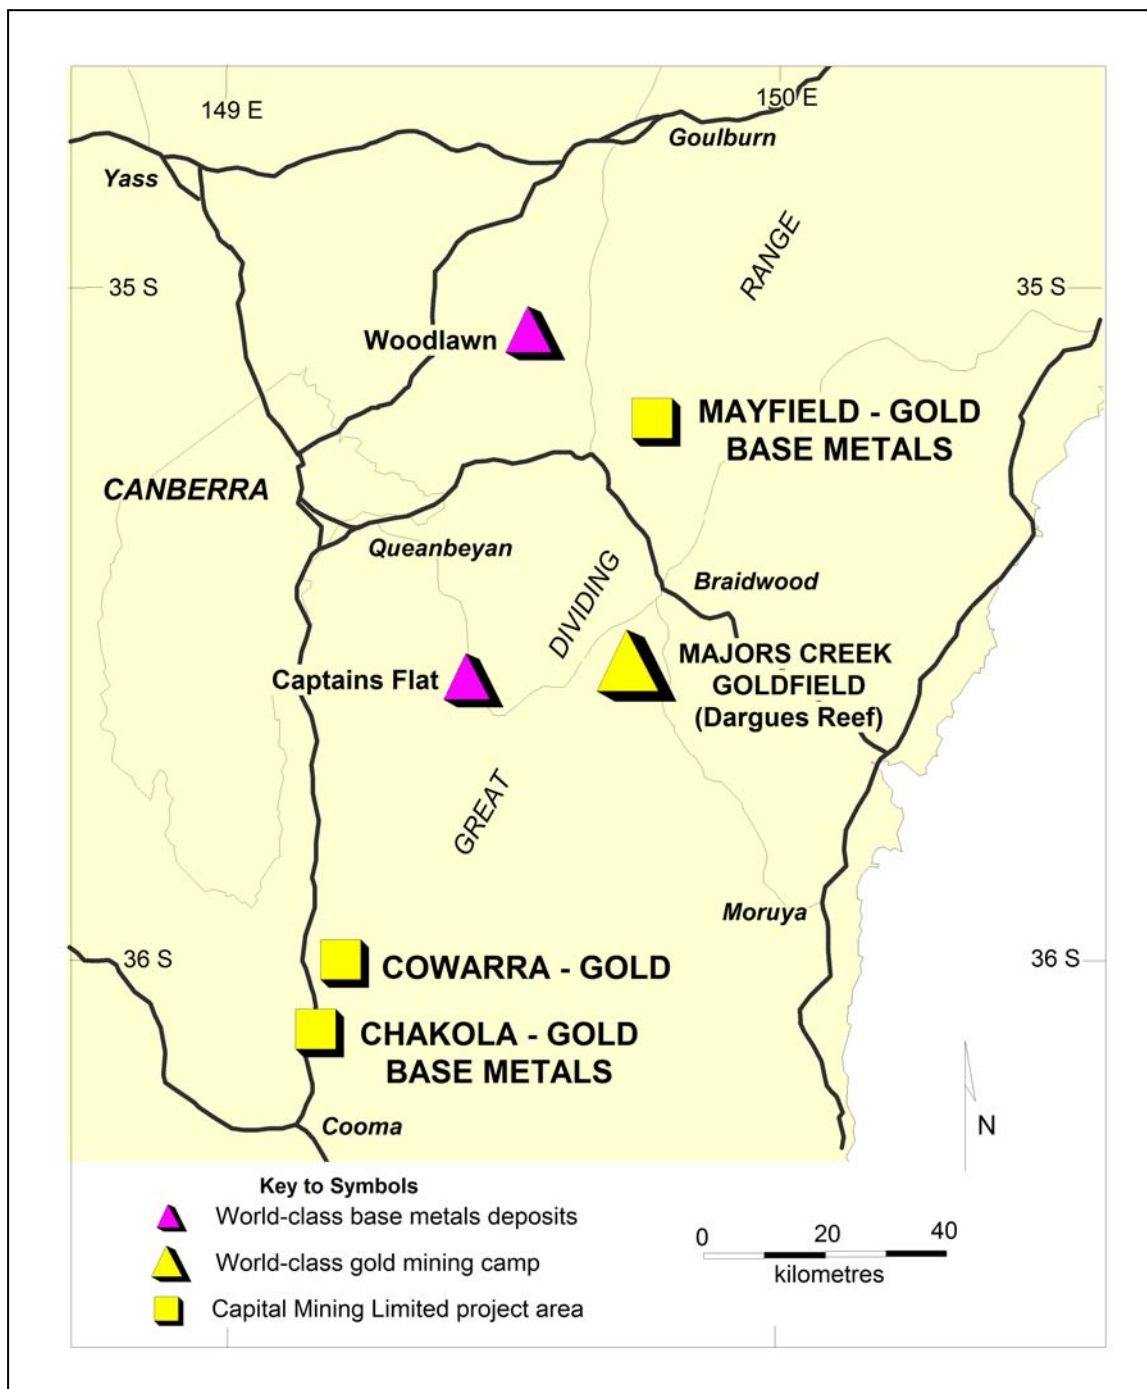 149 E
150 E
Goulburn
Yass
RANGE
35 S
35 S
Woodlawn
MAYFIELD - GOLD
BASE METALS
CANBERRA
Queanbeyan
DIVIDING
Braidwood
MAJORS CREEK
GOLDFIELD
(Dargues Reef)
Captains Flat
GREAT
Moruya
36 S
36 S
COWARRA - GOLD
CHAKOLA - GOLD
BASE METALS
Cooma
N
Key to Symbols
World-class base metals deposits
World-class gold mining camp
Capital Mining Limited project area
0 20 40
kilometres